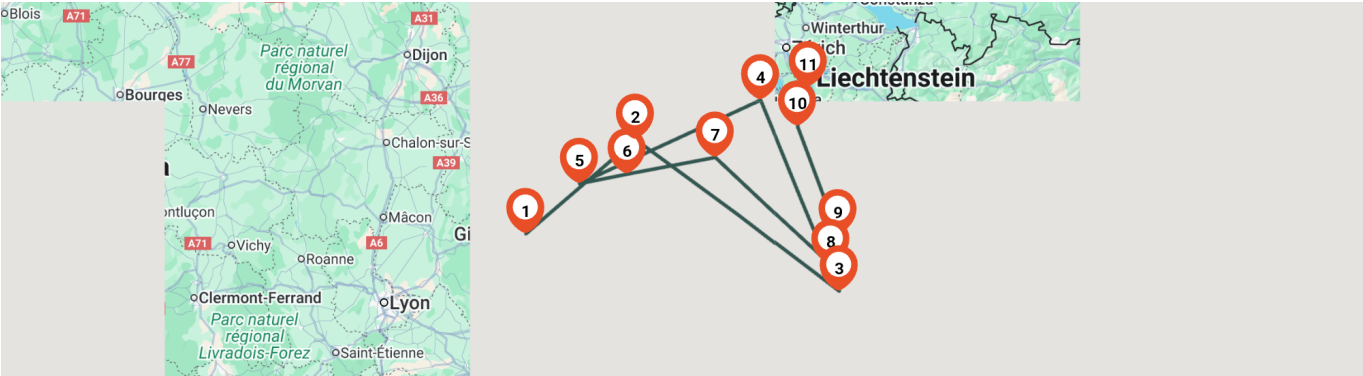 Blois
A71
A31
Constanz
Parc naturel
régional
du Morvan
Dijon
Winterthur
A77
Liechtenstein
Bourges
A36
Nevers
Chalon-sur-S
A39
Mâcon
Gi
A71
Vichy
A6
Roanne
Clermont-Ferrand
Lyon
Parc naturel
régional
Livradois-Forez
Saint-Étienne
1
2
3
4
5
6
7
8
9
10
11